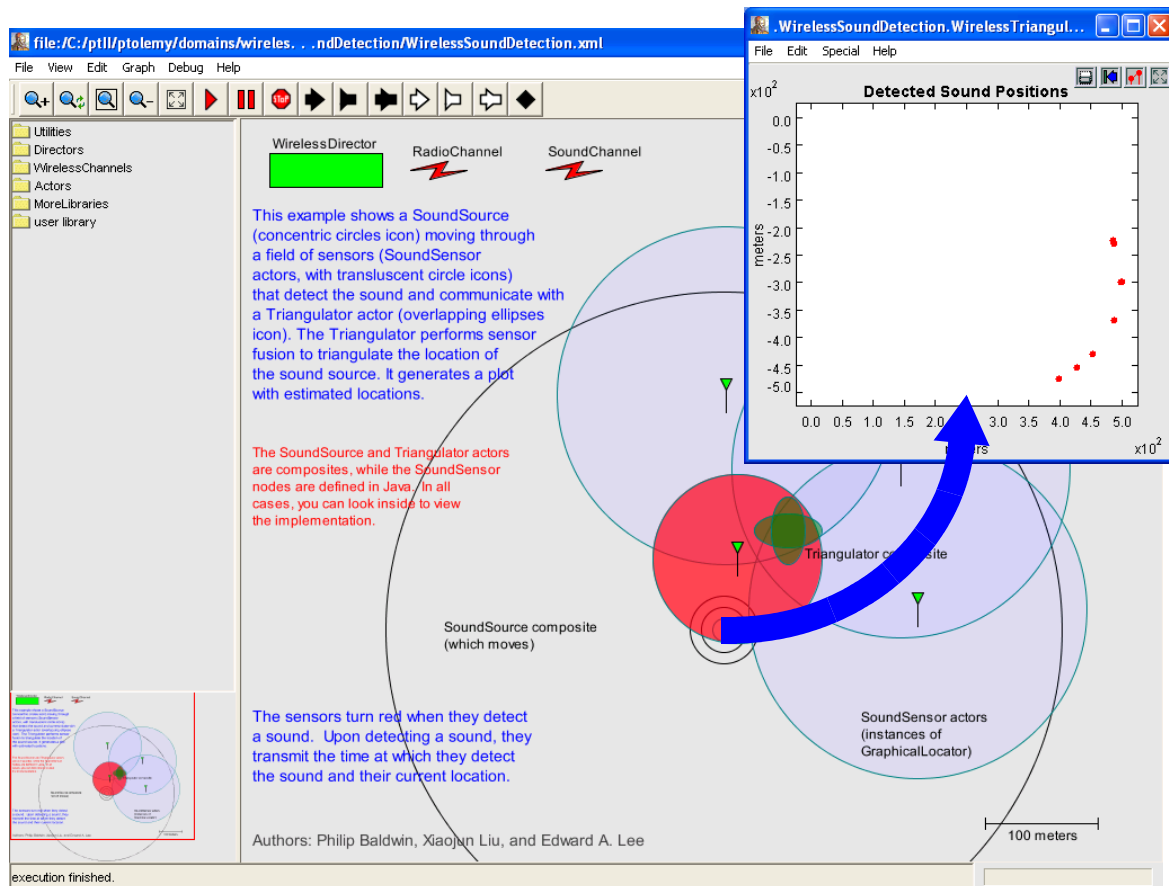 file:/C:/ptII/ptolemy/domains/wireles. . .ndDetection/WirelessSoundDetection.xml
File View Edit Graph Debug Help
STOP
Utilities
Directors
WirelessChannels
Actors
MoreLibraries
user library
WirelessDirector
RadioChannel
SoundChannel
This example shows a SoundSource
(concentric circles icon) moving through
a field of sensors (SoundSensor
actors, with transluscent circle icons)
that detect the sound and communicate with
a Triangulator actor (overlapping ellipses
icon). The Triangulator performs sensor
fusion to triangulate the location of
the sound source. It generates a plot
with estimated locations.
The SoundSource and Triangulator actors
are composites, while the SoundSensor
nodes are defined in Java. In all
cases, you can look inside to view
the implementation.
Triangulator composite
SoundSource composite
(which moves)
SoundSensor actors
(instances of
GraphicalLocator)
The sensors turn red when they detect
a sound.  Upon detecting a sound, they
transmit the time at which they detect
the sound and their current location.
100 meters
Authors: Philip Baldwin, Xiaojun Liu, and Edward A. Lee
execution finished.
.WirelessSoundDetection.WirelessTriangul...
File Edit Special Help
x10²
Detected Sound Positions
0.0
-0.5
-1.0
-1.5
-2.0
-2.5
-3.0
-3.5
-4.0
-4.5
-5.0
meters
0.0 0.5 1.0 1.5 2.0 3.0 3.5 4.0 4.5 5.0
x10²